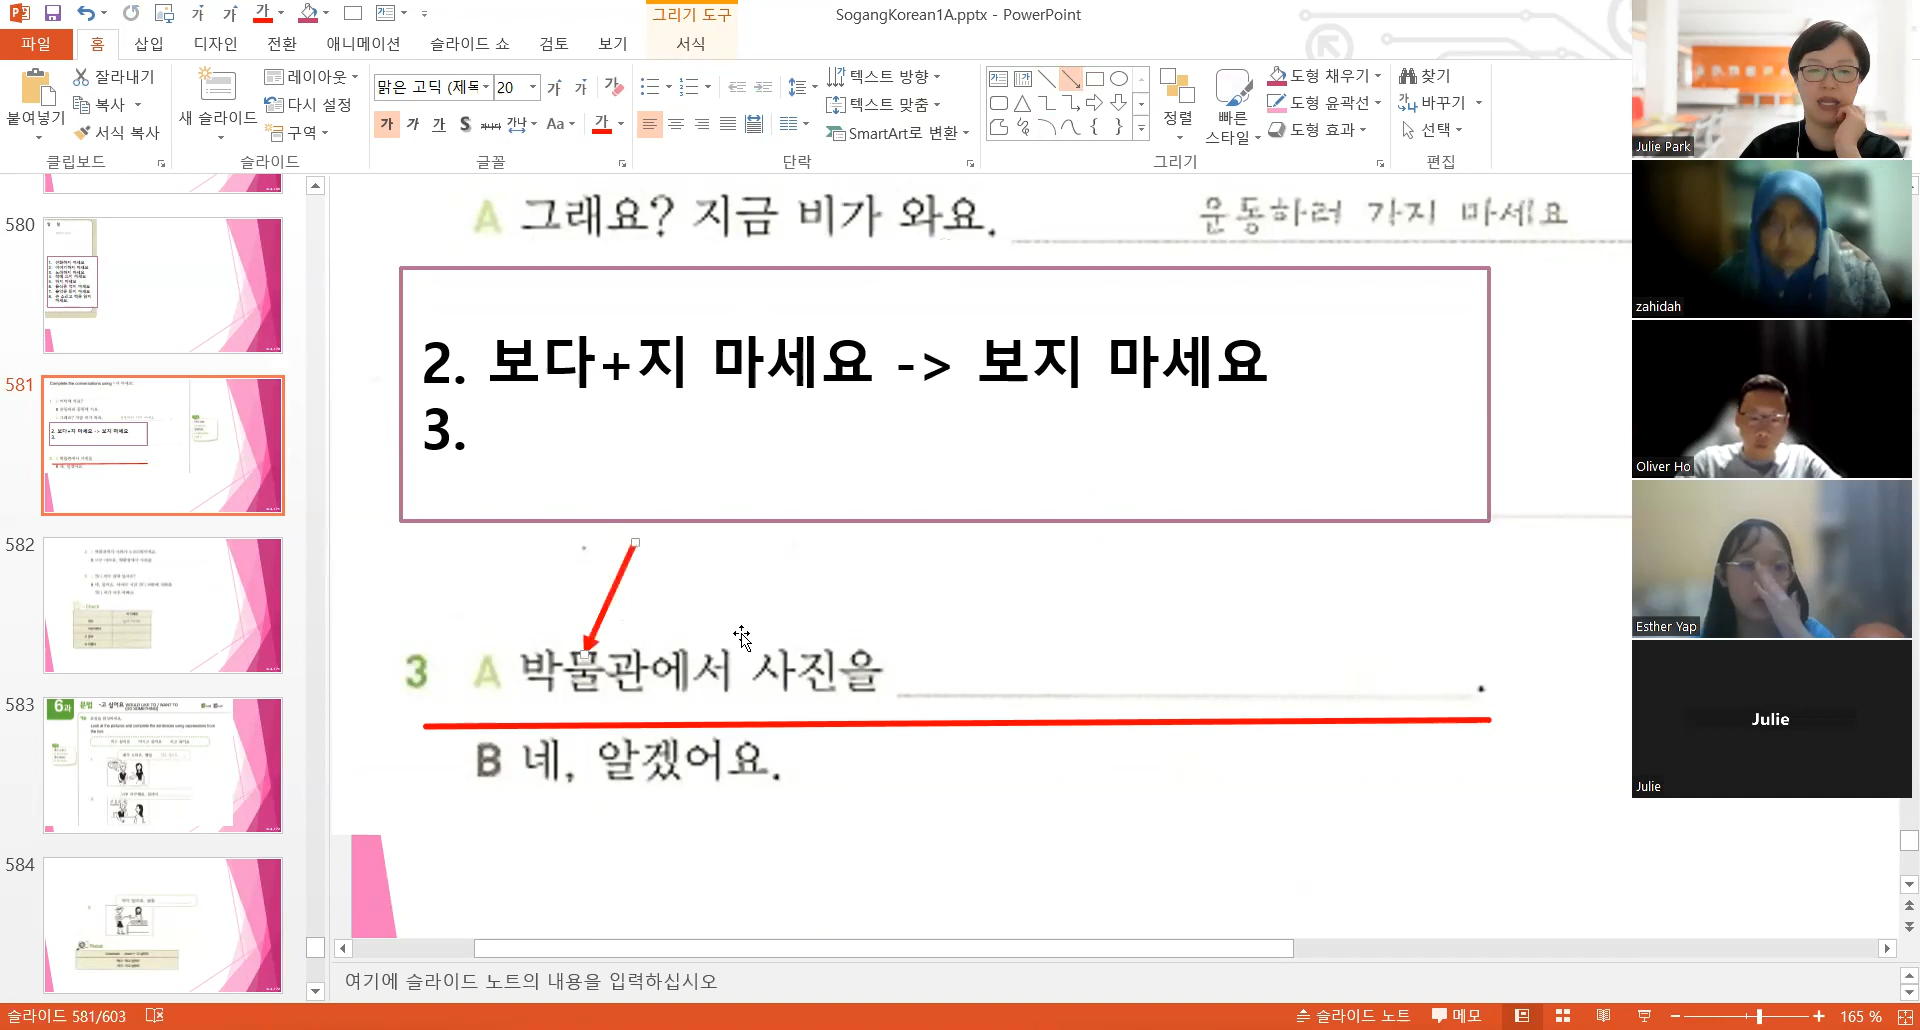 그리기 도구
SogangKorean1A.pptx - PowerPoint
파일 홈 삽입 디자인 전환 애니메이션 슬라이드 쇼 검토 보기 서식
붙여넣기
잘라내기
복사
서식 복사
클립보드
새 슬라이드
레이아웃
다시 설정
구역
슬라이드
맑은 고딕 (제목 20
가 가 가 S 가나다 간격 Aa 가
글꼴
텍스트 방향
텍스트 맞춤
SmartArt로 변환
단락
정렬
빠른 스타일
도형 채우기
도형 윤곽선
도형 효과
그리기
찾기
바꾸기
선택
편집
580
581
582
583
584
A 그래요? 지금 비가 와요. 운동하러 가지 마세요
2. 보다+지 마세요 -> 보지 마세요
3.
3 A 박물관에서 사진을 .
B 네, 알겠어요.
Julie Park
zahidah
Oliver Ho
Esther Yap
Julie
Julie
여기에 슬라이드 노트의 내용을 입력하십시오
슬라이드 581/603
슬라이드 노트 메모 165 %